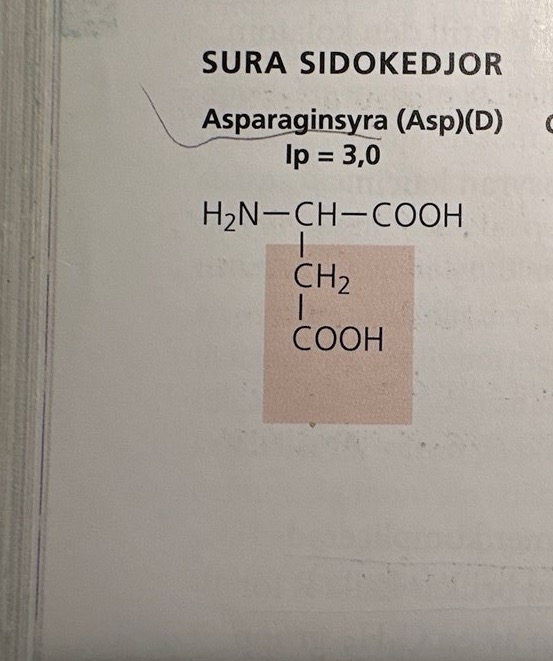 SURA SIDOKEDJOR
Asparaginsyra (Asp)(D)
Ip = 3,0
H₂N—CH—COOH
CH₂
COOH